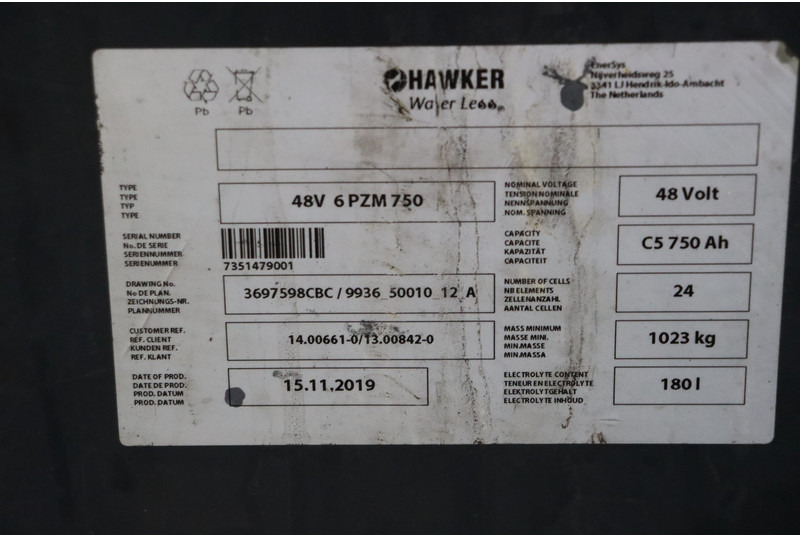 Pb
Pb
HAWKER
Water Less
EnerSys
Nijverheidsweg 25
3341 LJ Hendrik-Ido-Ambacht
The Netherlands
TYPE
TYPE
TYP
TYPE
48V 6 PZM 750
NOMINAL VOLTAGE
TENSION NOMINALE
NENNSPANNUNG
NOM. SPANNING
48 Volt
SERIAL NUMBER
No. DE SERIE
SERIENNUMMER
SERIENUMMER
7351479001
CAPACITY
CAPACITE
KAPAZITÄT
CAPACITEIT
C5 750 Ah
DRAWING No.
No DE PLAN.
ZEICHNUNGS-NR.
PLANNUMMER
3697598CBC / 9936_50010_12_A
NUMBER OF CELLS
NB ELEMENTS
ZELLENANZAHL
AANTAL CELLEN
24
CUSTOMER REF.
REF. CLIENT
KUNDEN REF.
REF. KLANT
14.00661-0/13.00842-0
MASS MINIMUM
MASSE MINI.
MIN.MASSE
MIN.MASSA
1023 kg
DATE OF PROD.
DATE DE PROD.
PROD. DATUM
PROD. DATUM
15.11.2019
ELECTROLYTE CONTENT
TENEUR EN ELECTROLYTE
ELEKTROLYTGEHALT
ELECTROLYTE INHOUD
180 l